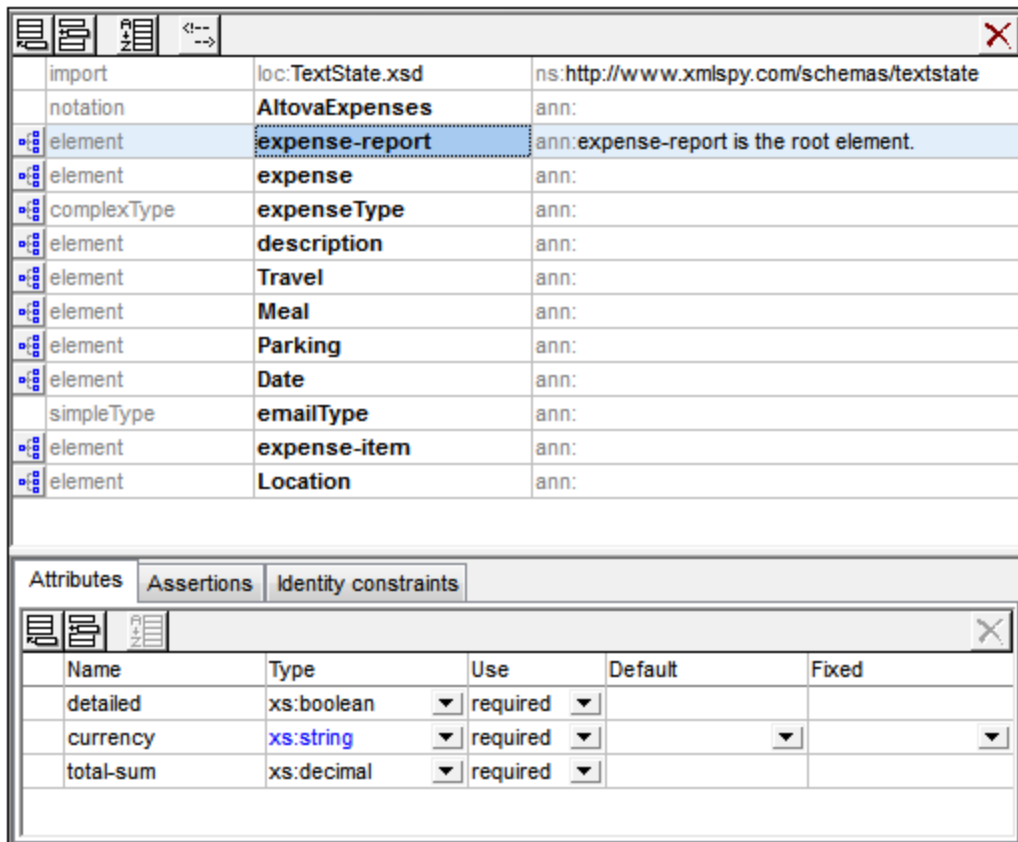 import loc:TextState.xsd ns:http://www.xmlspy.com/schemas/textstate
notation AltovaExpenses ann:
element expense-report ann:expense-report is the root element.
element expense ann:
complexType expenseType ann:
element description ann:
element Travel ann:
element Meal ann:
element Parking ann:
element Date ann:
simpleType emailType ann:
element expense-item ann:
element Location ann:
Attributes Assertions Identity constraints
Name Type Use Default Fixed
detailed xs:boolean required
currency xs:string required
total-sum xs:decimal required